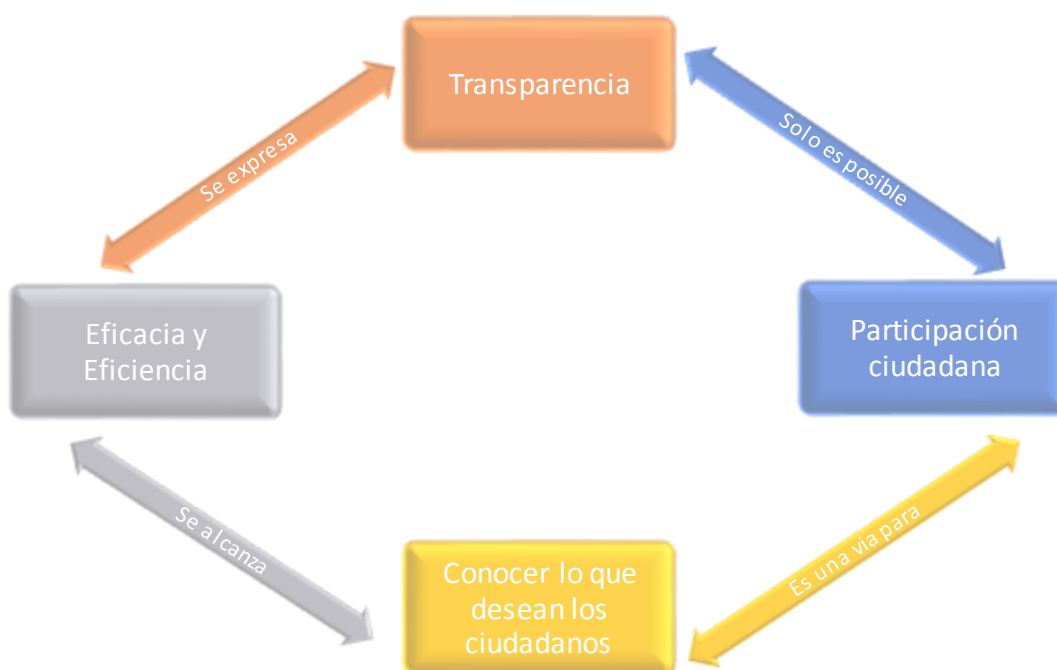 Transparencia
Se expresa
Solo es posible
Eficacia y
Eficiencia
Participación
ciudadana
Se alcanza
Es una via para
Conocer lo que
desean los
ciudadanos